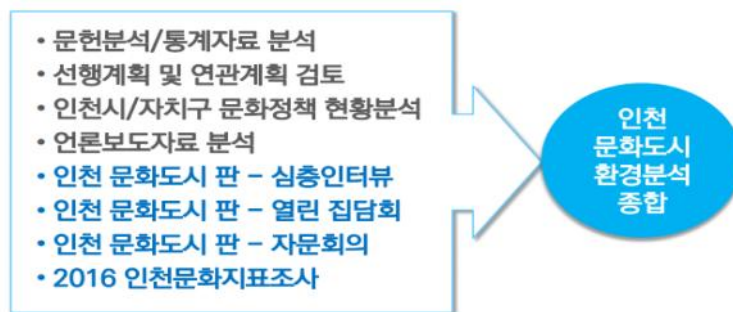 • 문헌분석/통계자료 분석
• 선행계획 및 연관계획 검토
• 인천시/자치구 문화정책 현황분석
• 언론보도자료 분석
• 인천 문화도시 판 – 심층인터뷰
• 인천 문화도시 판 – 열린 집담회
• 인천 문화도시 판 – 자문회의
• 2016 인천문화지표조사
인천
문화도시
환경분석
종합